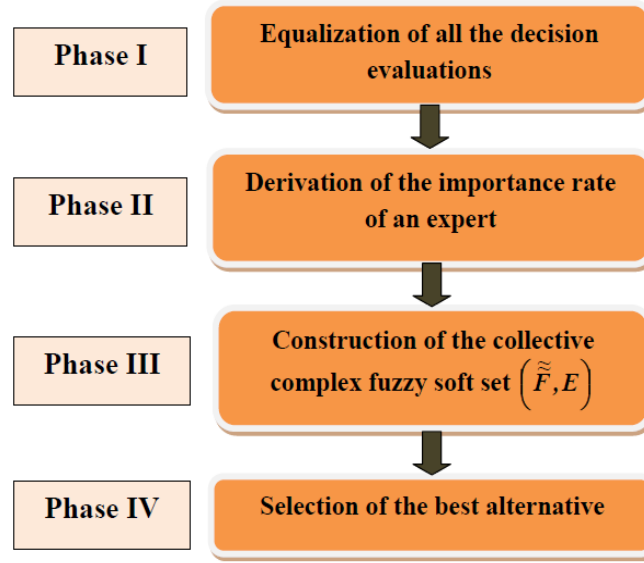 Phase I
Equalization of all the decision
evaluations
Phase II
Derivation of the importance rate
of an expert
Phase III
Construction of the collective
complex fuzzy soft set (F̃̃,E)
Phase IV
Selection of the best alternative